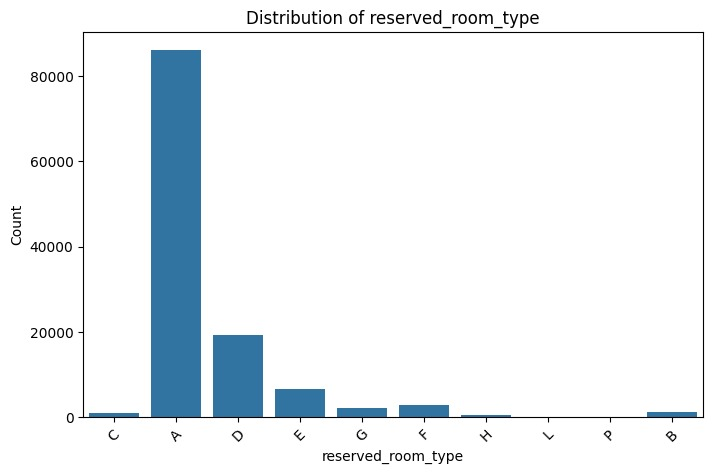 Distribution of reserved_room_type
Count
80000
60000
40000
20000
0
C A D E G F H L P B
reserved_room_type